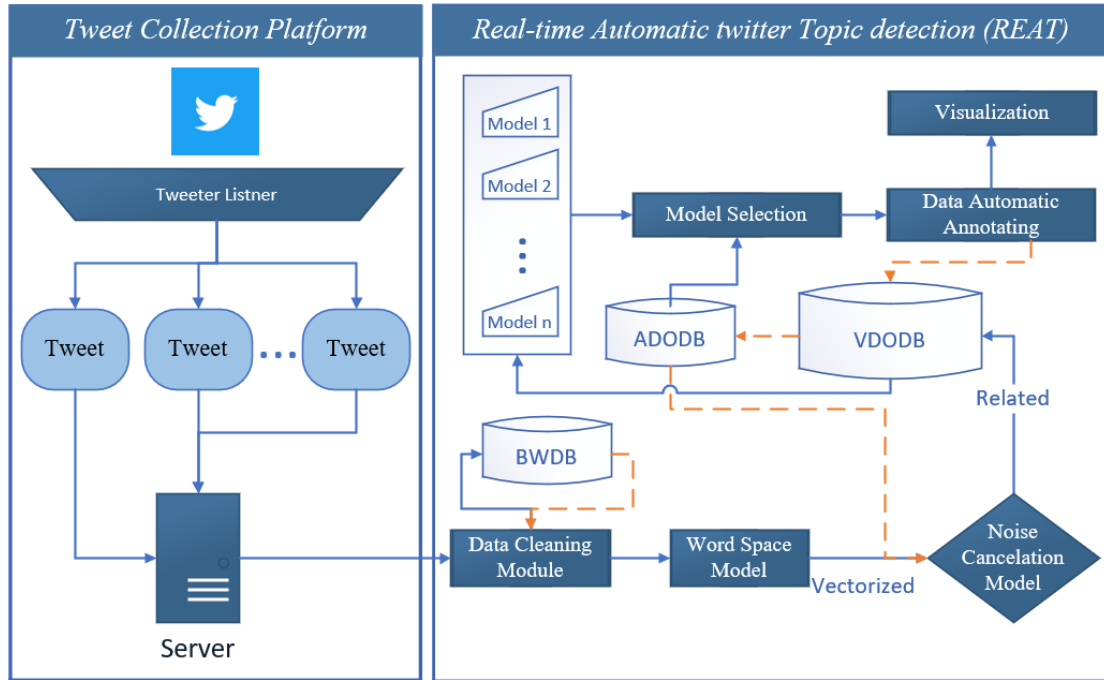 Tweet Collection Platform
Tweeter Listner
Tweet
Tweet
Tweet
Server
Real-time Automatic twitter Topic detection (REAT)
Model 1
Model 2
Model n
Model Selection
Visualization
Data Automatic
Annotating
ADODB
VDODB
Related
BWDB
Data Cleaning
Module
Word Space
Model
Vectorized
Noise
Cancelation
Model